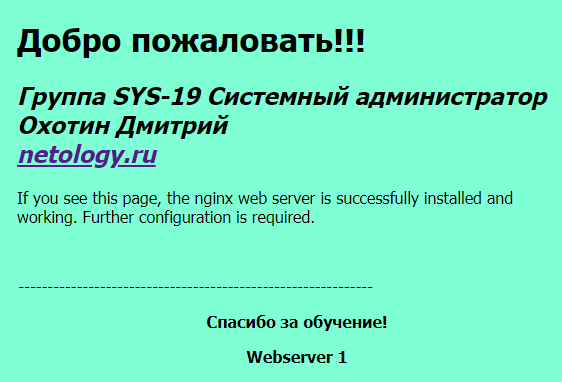 Добро пожаловать!!!
Группа SYS-19 Системный администратор
Охотин Дмитрий
netology.ru
If you see this page, the nginx web server is successfully installed and
working. Further configuration is required.
--------------------------------------------------------------
Спасибо за обучение!
Webserver 1